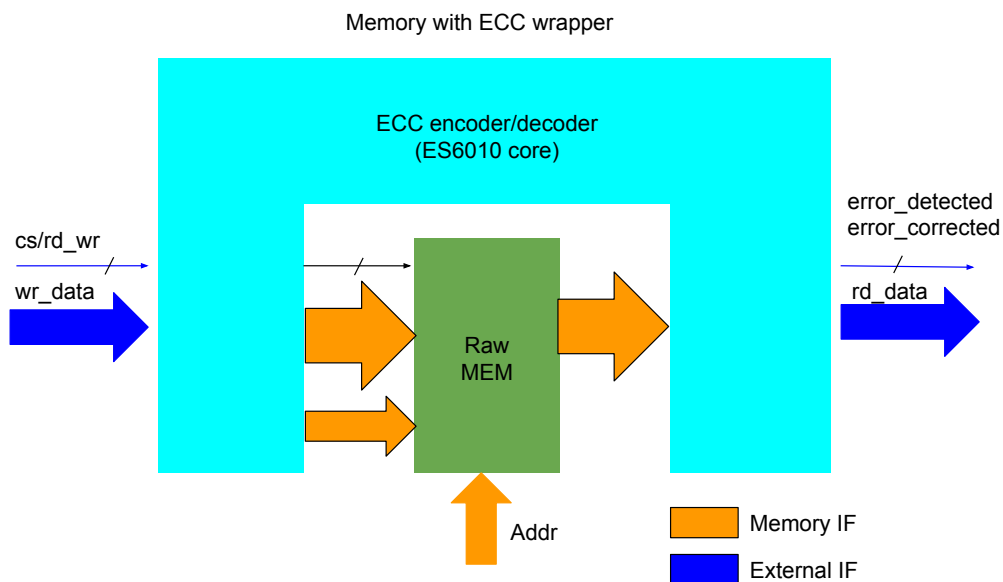 Memory with ECC wrapper
ECC encoder/decoder
(ES6010 core)
cs/rd_wr
wr_data
error_detected
error_corrected
rd_data
Raw
MEM
Addr
Memory IF
External IF